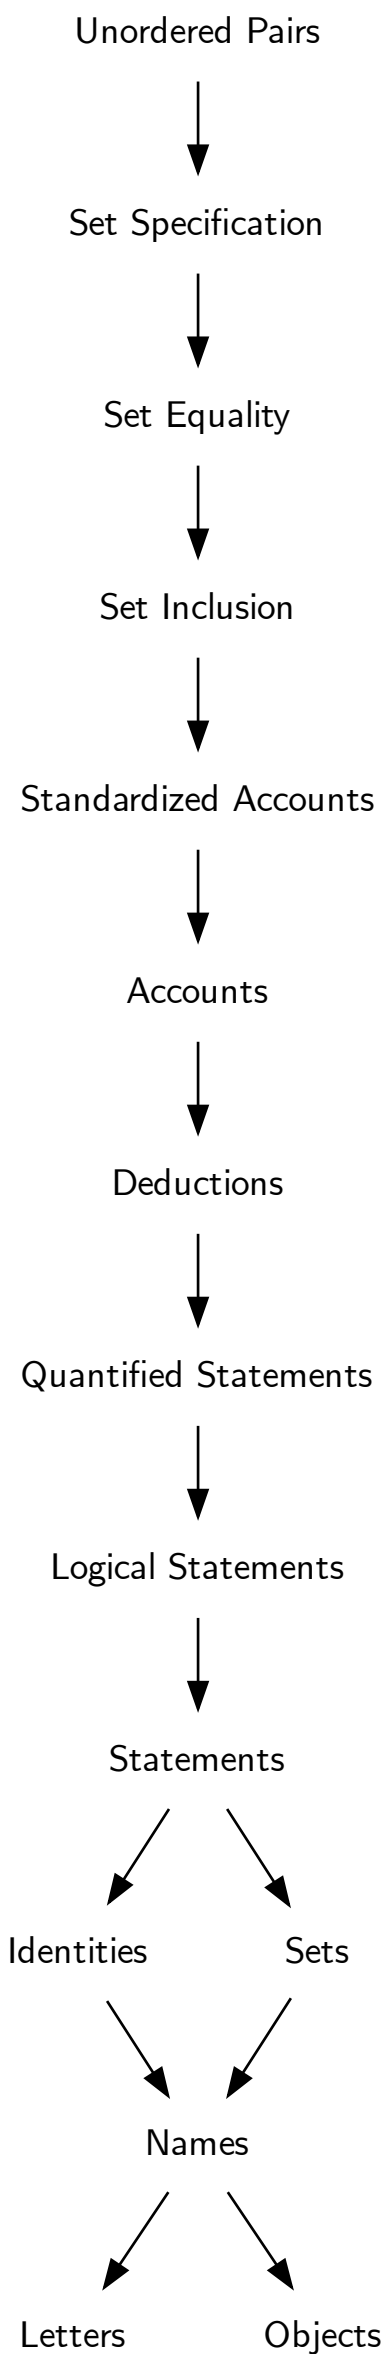 Unordered Pairs
Set Specification
Set Equality
Set Inclusion
Standardized Accounts
Accounts
Deductions
Quantified Statements
Logical Statements
Statements
Identities
Sets
Names
Letters
Objects